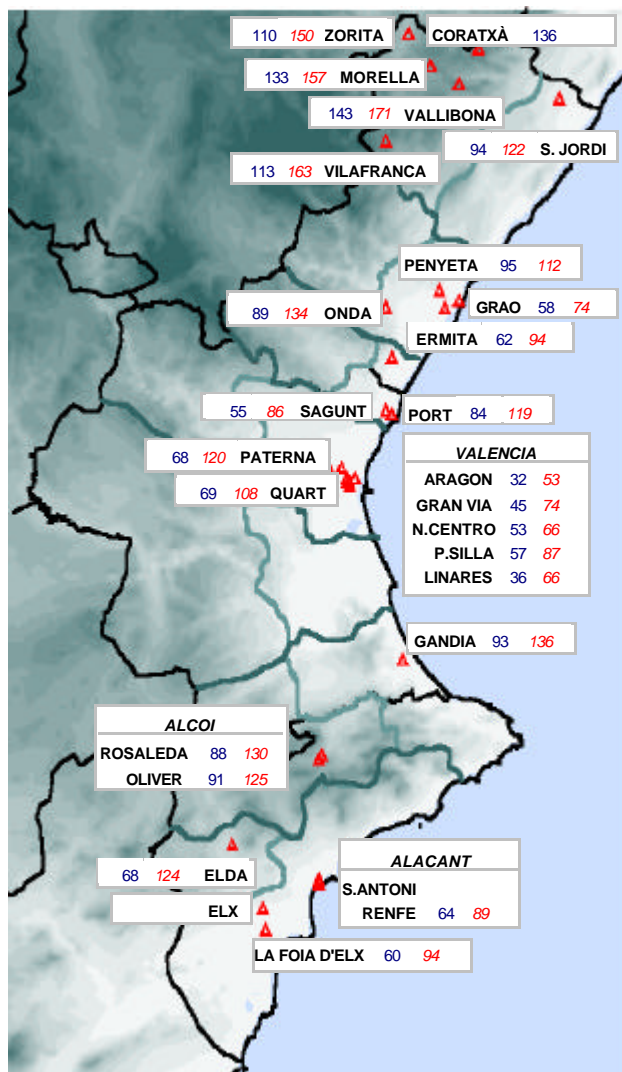 110 150 ZORITA
CORATXÀ 136
133 157 MORELLA
143 171 VALLIBONA
94 122 S. JORDI
113 163 VILAFRANCA
PENYETA 95 112
89 134 ONDA
GRAO 58 74
ERMITA 62 94
55 86 SAGUNT
PORT 84 119
68 120 PATERNA
69 108 QUART
VALENCIA
ARAGON 32 53
GRAN VIA 45 74
N.CENTRO 53 66
P.SILLA 57 87
LINARES 36 66
GANDIA 93 136
ALCOI
ROSALEDA 88 130
OLIVER 91 125
68 124 ELDA
ELX
ALACANT
S.ANTONI
RENFE 64 89
LA FOIA D'ELX 60 94